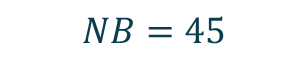 NB = 45